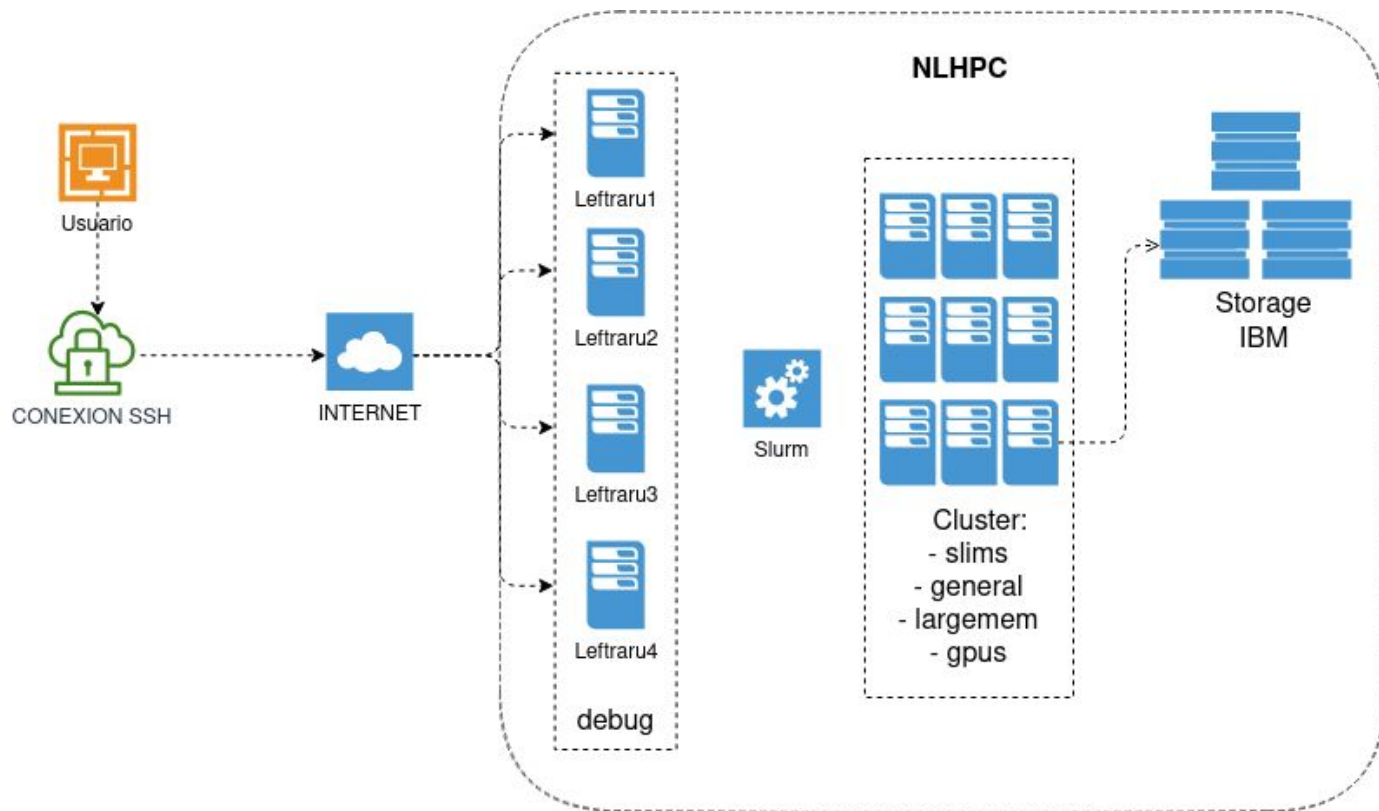 NLHPC
Usuario
CONEXION SSH
INTERNET
Leftraru1
Leftraru2
Leftraru3
Leftraru4
debug
Slurm
Cluster:
- slims
- general
- largemem
- gpus
Storage
IBM